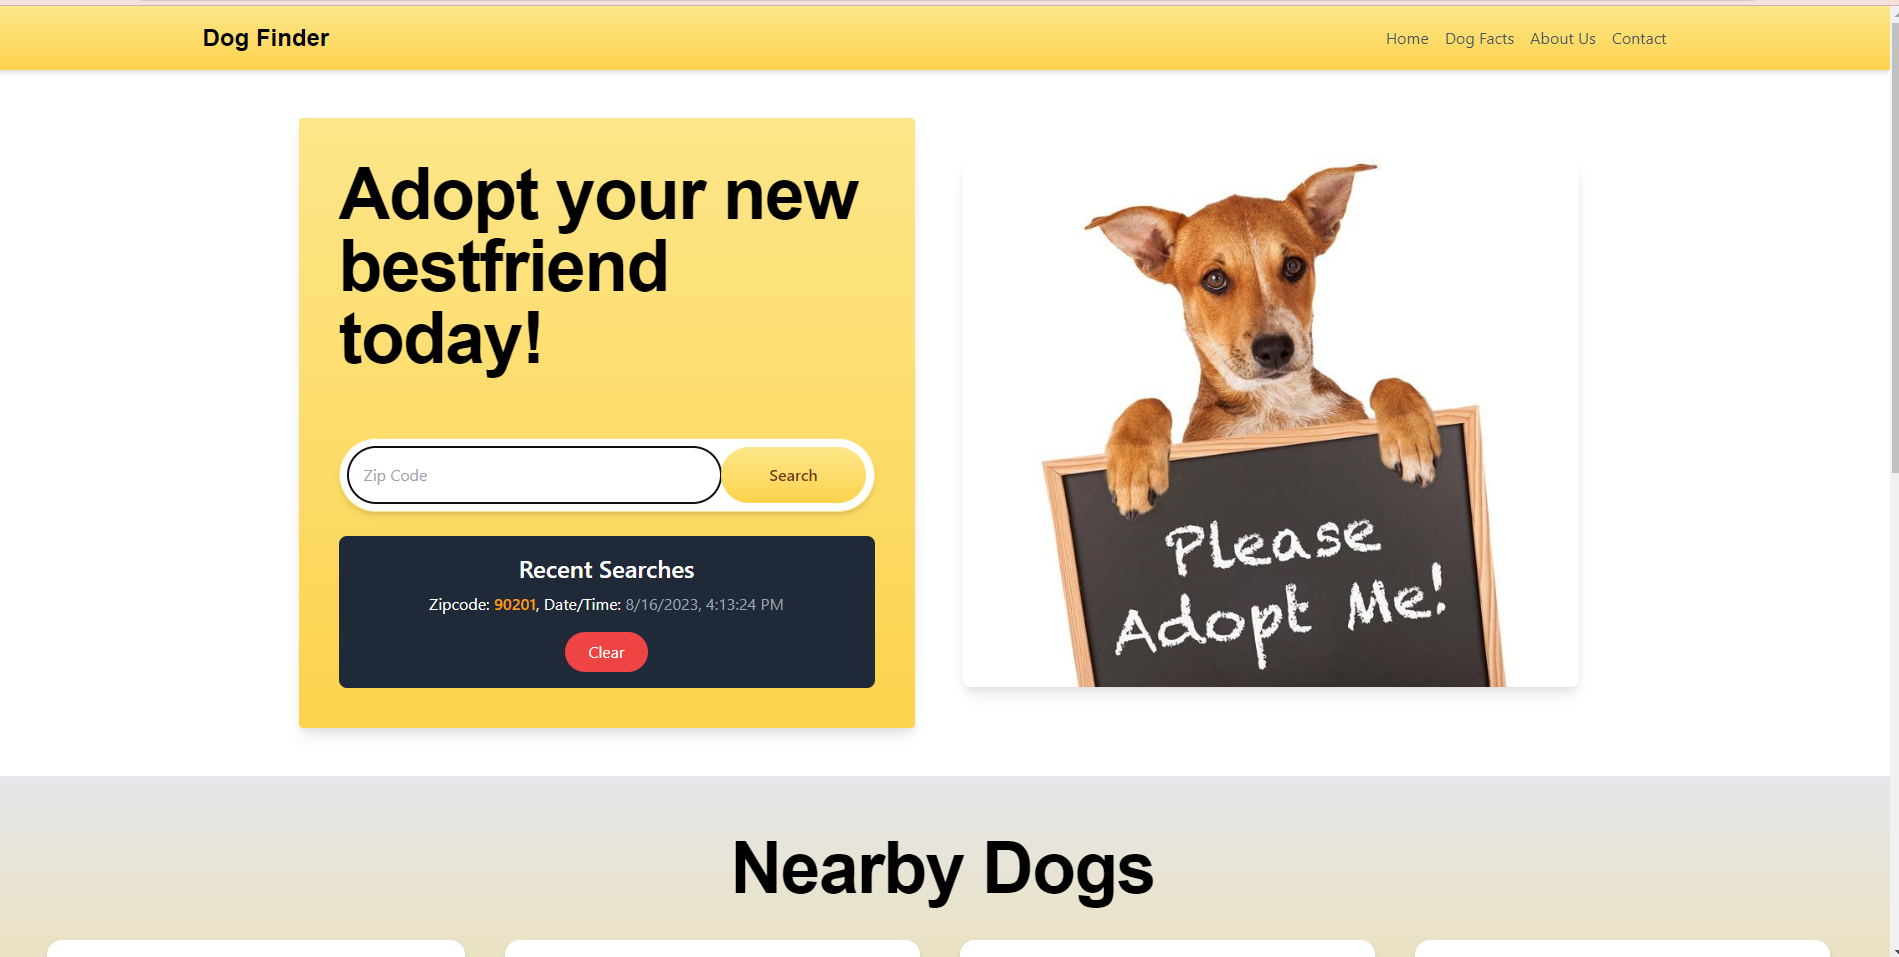 Dog Finder
Home Dog Facts About Us Contact
Adopt your new
bestfriend
today!
Zip Code
Search
Recent Searches
Zipcode: 90201, Date/Time: 8/16/2023, 4:13:24 PM
Clear
Please
Adopt Me!
Nearby Dogs